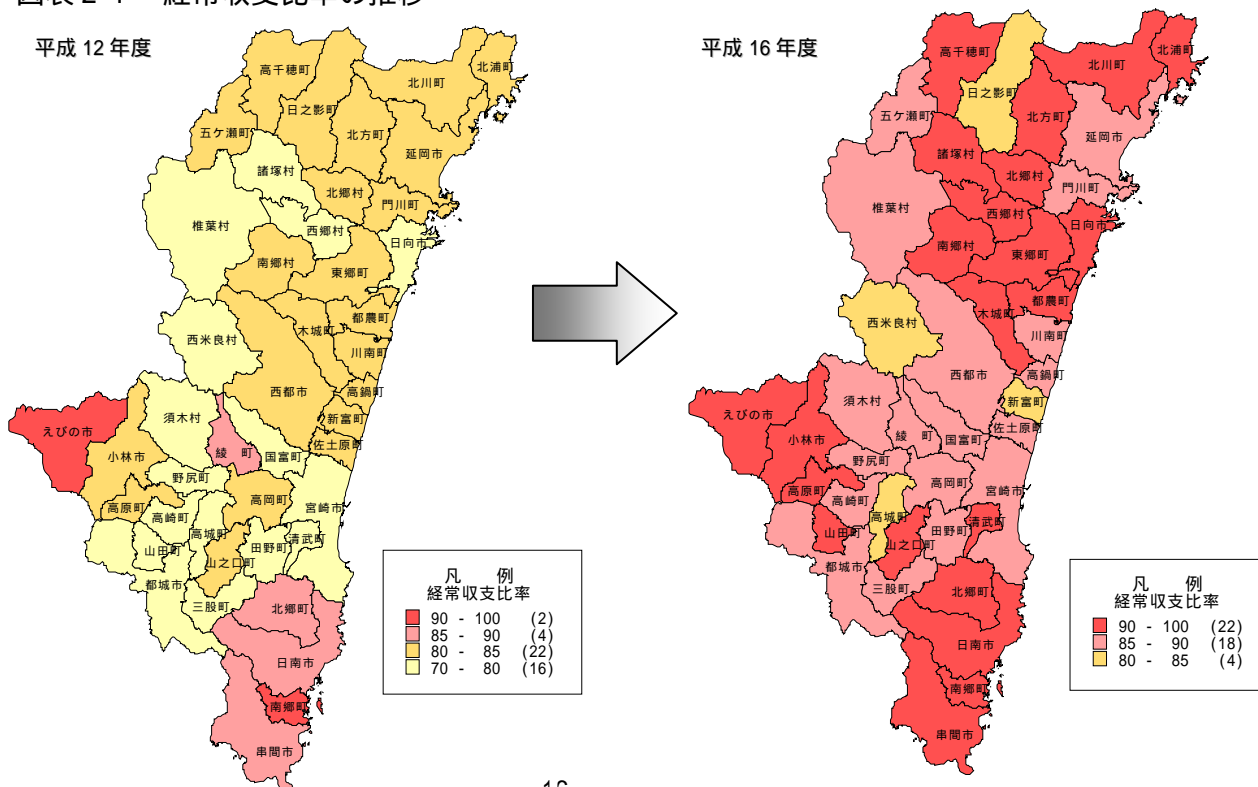 平成 12 年度
高千穂町
北川町
北浦町
日之影町
五ケ瀬町
北方町
延岡市
諸塚村
北郷村
門川町
椎葉村
西郷村
日向市
南郷村
東郷町
都農町
木城町
西米良村
川南町
西都市
高鍋町
新富町
須木村
えびの市
綾 町
佐土原町
小林市
国富町
野尻町
高岡町
宮崎市
高原町
高崎町
高城町
清武町
山田町
田野町
山之口町
都城市
三股町
北郷町
日南市
南郷町
串間市
凡 例
経常収支比率
90 - 100 (2)
85 - 90 (4)
80 - 85 (22)
70 - 80 (16)
平成 16 年度
高千穂町
北川町
北浦町
日之影町
五ケ瀬町
北方町
延岡市
諸塚村
北郷村
門川町
椎葉村
西郷村
日向市
南郷村
東郷町
都農町
木城町
西米良村
川南町
西都市
高鍋町
新富町
須木村
えびの市
綾 町
佐土原町
小林市
国富町
野尻町
高岡町
宮崎市
高原町
高崎町
高城町
清武町
山田町
田野町
山之口町
都城市
三股町
北郷町
日南市
南郷町
串間市
凡 例
経常収支比率
90 - 100 (22)
85 - 90 (18)
80 - 85 (4)